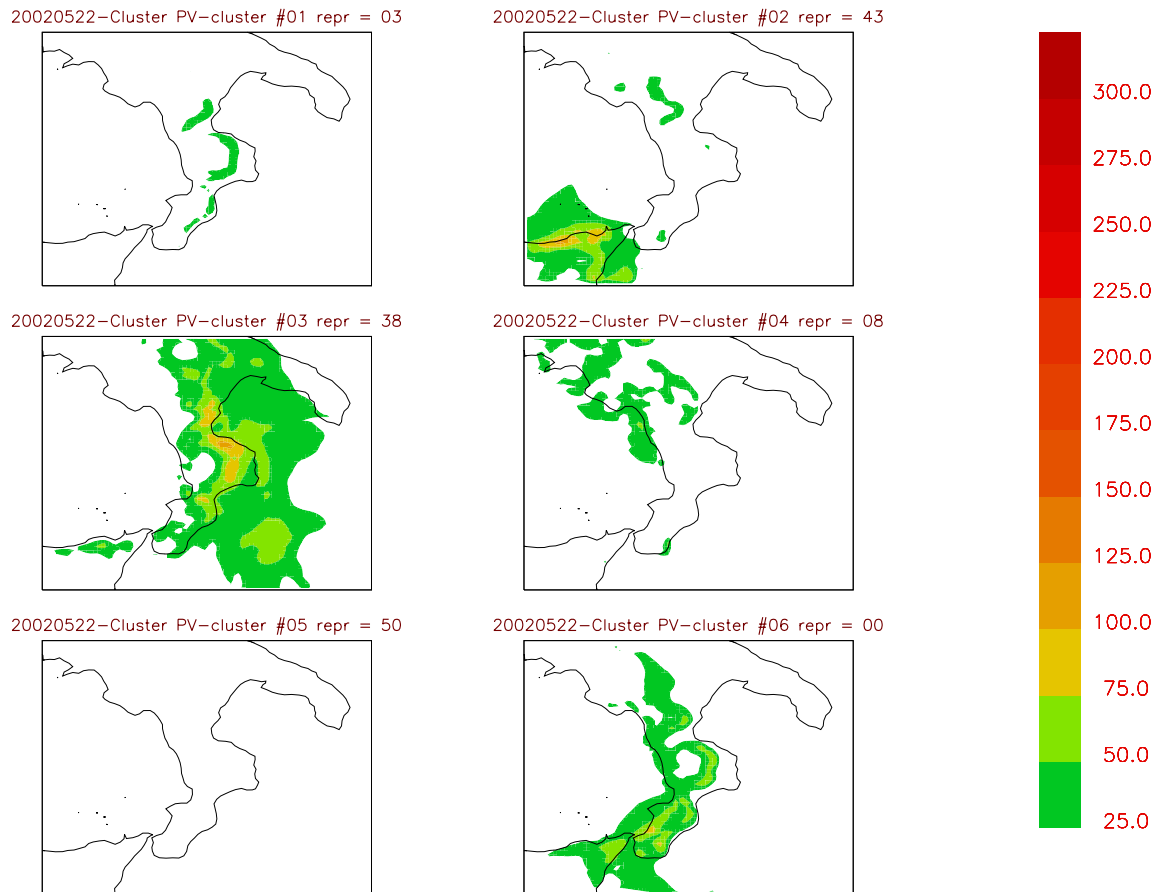 20020522-Cluster PV-cluster #01 repr = 03
20020522-Cluster PV-cluster #02 repr = 43
20020522-Cluster PV-cluster #03 repr = 38
20020522-Cluster PV-cluster #04 repr = 08
20020522-Cluster PV-cluster #05 repr = 50
20020522-Cluster PV-cluster #06 repr = 00
300.0
275.0
250.0
225.0
200.0
175.0
150.0
125.0
100.0
75.0
50.0
25.0